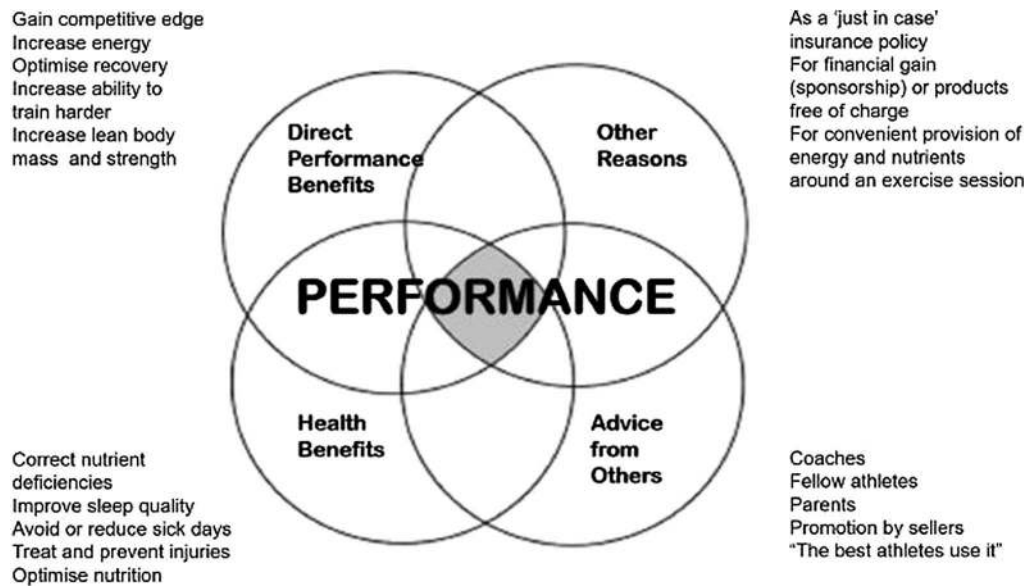 Gain competitive edge
Increase energy
Optimise recovery
Increase ability to
train harder
Increase lean body
mass and strength
As a ‘just in case’
insurance policy
For financial gain
(sponsorship) or products
free of charge
For convenient provision of
energy and nutrients
around an exercise session
Direct
Performance
Benefits
Other
Reasons
PERFORMANCE
Health
Benefits
Advice
from
Others
Correct nutrient
deficiencies
Improve sleep quality
Avoid or reduce sick days
Treat and prevent injuries
Optimise nutrition
Coaches
Fellow athletes
Parents
Promotion by sellers
“The best athletes use it”